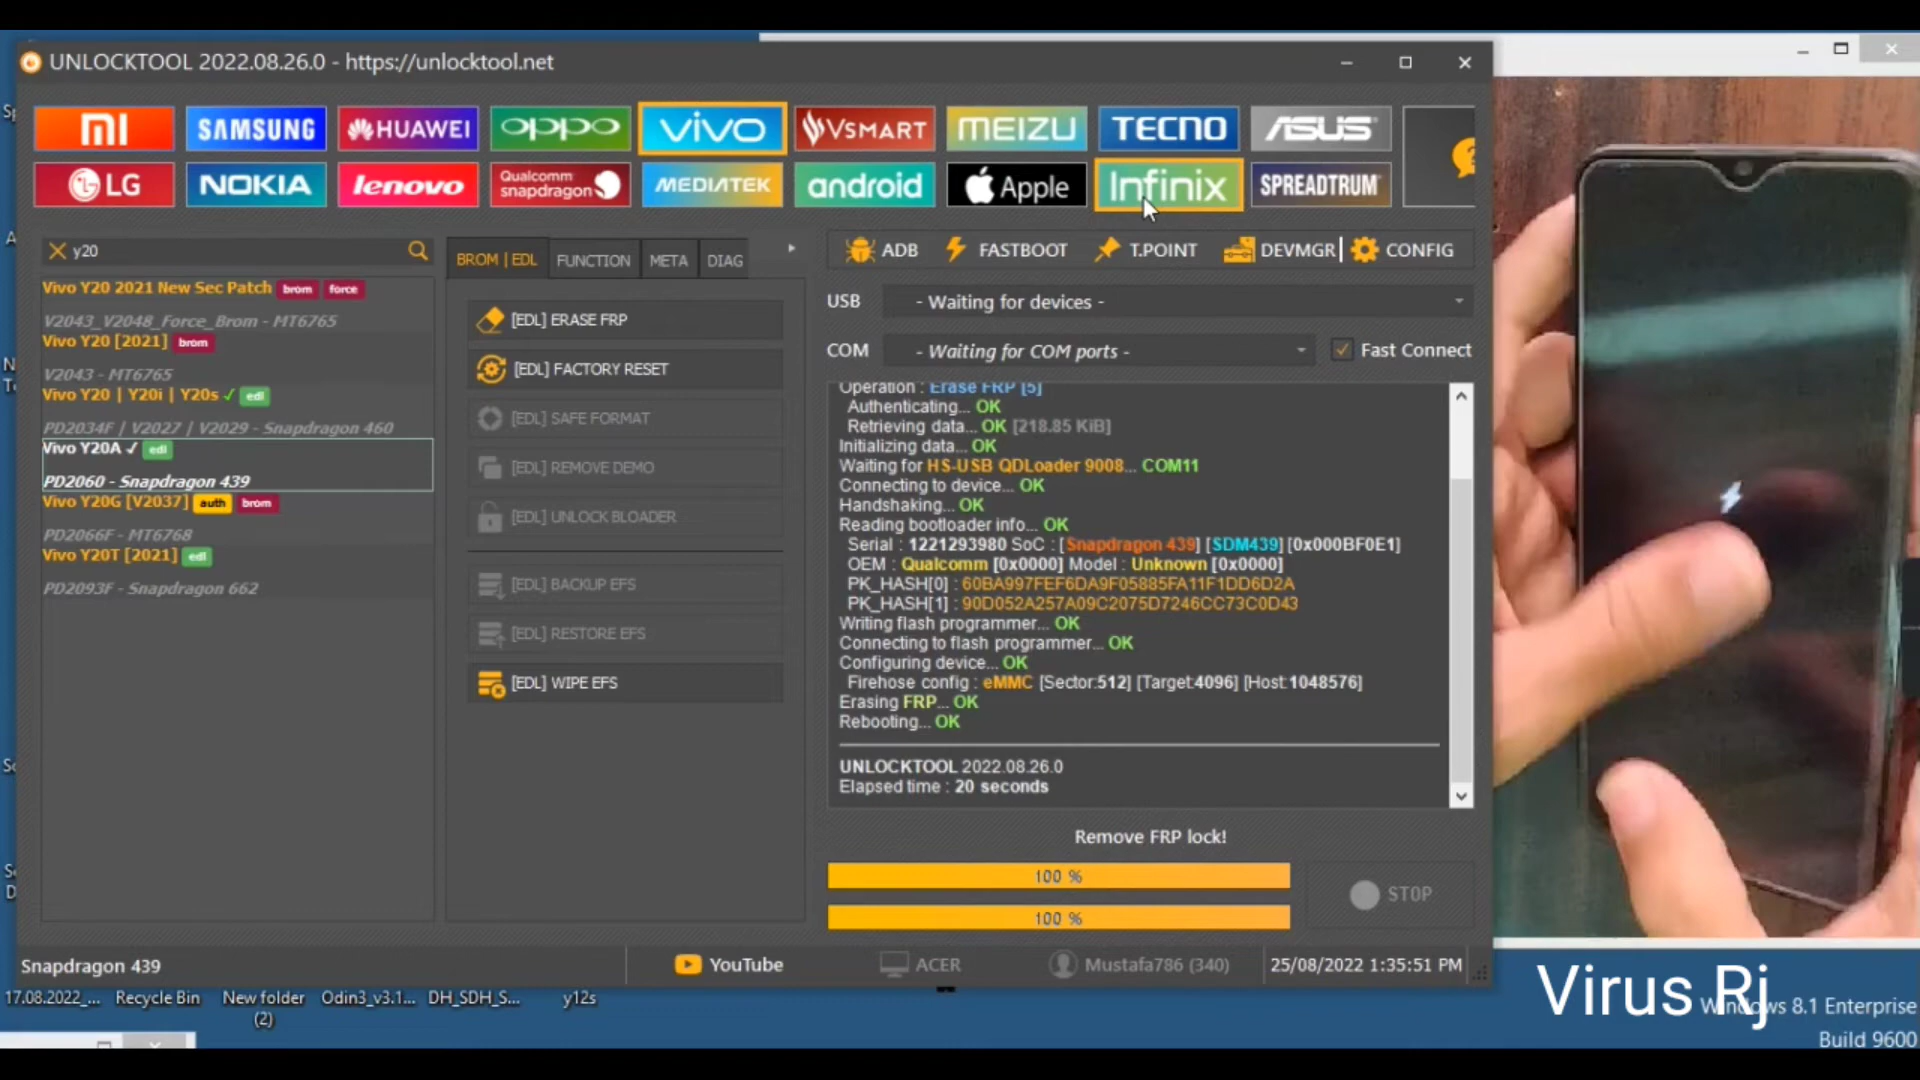 UNLOCKTOOL 2022.08.26.0 - https://unlocktool.net
MI
SAMSUNG
HUAWEI
oppo
vivo
VSMART
MEIZU
TECNO
ASUS
LG
NOKIA
lenovo
Qualcomm snapdragon
MEDIATEK
android
Apple
Infinix
SPREADTRUM
y20
BROM | EDL
FUNCTION
META
DIAG
ADB
FASTBOOT
T.POINT
DEVMGR
CONFIG
USB
- Waiting for devices -
COM
- Waiting for COM ports -
Fast Connect
Vivo Y20 2021 New Sec Patch brom force
V2043_V2048_Force_Brom - MT6765
Vivo Y20 [2021] brom
V2043 - MT6765
Vivo Y20 | Y20i | Y20s ✓ edl
PD2034F | V2027 | V2029 - Snapdragon 460
Vivo Y20A ✓ edl
PD2060 - Snapdragon 439
Vivo Y20G [V2037] auth brom
PD2066F - MT6768
Vivo Y20T [2021] edl
PD2093F - Snapdragon 662
[EDL] ERASE FRP
[EDL] FACTORY RESET
[EDL] SAFE FORMAT
[EDL] REMOVE DEMO
[EDL] UNLOCK BLOADER
[EDL] BACKUP EFS
[EDL] RESTORE EFS
[EDL] WIPE EFS
Operation : Erase FRP [5]
Authenticating... OK
Retrieving data... OK [218.85 KiB]
Initializing data... OK
Waiting for HS-USB QDLoader 9008... COM11
Connecting to device... OK
Handshaking... OK
Reading bootloader info... OK
Serial : 1221293980 SoC : [Snapdragon 439] [SDM439] [0x000BF0E1]
OEM : Qualcomm [0x0000] Model : Unknown [0x0000]
PK_HASH[0] : 60BA997FEF6DA9F05885FA11F1DD6D2A
PK_HASH[1] : 90D052A257A09C2075D7246CC73C0D43
Writing flash programmer... OK
Connecting to flash programmer... OK
Configuring device... OK
Firehose config : eMMC [Sector:512] [Target:4096] [Host:1048576]
Erasing FRP... OK
Rebooting... OK
UNLOCKTOOL 2022.08.26.0
Elapsed time : 20 seconds
Remove FRP lock!
100 %
100 %
STOP
Snapdragon 439
YouTube
ACER
Mustafa786 (340)
25/08/2022 1:35:51 PM
17.08.2022_...
Recycle Bin
New folder
(2)
Odin3_v3.1...
DH_SDH_S...
y12s
Virus Rj
Windows 8.1 Enterprise
Build 9600